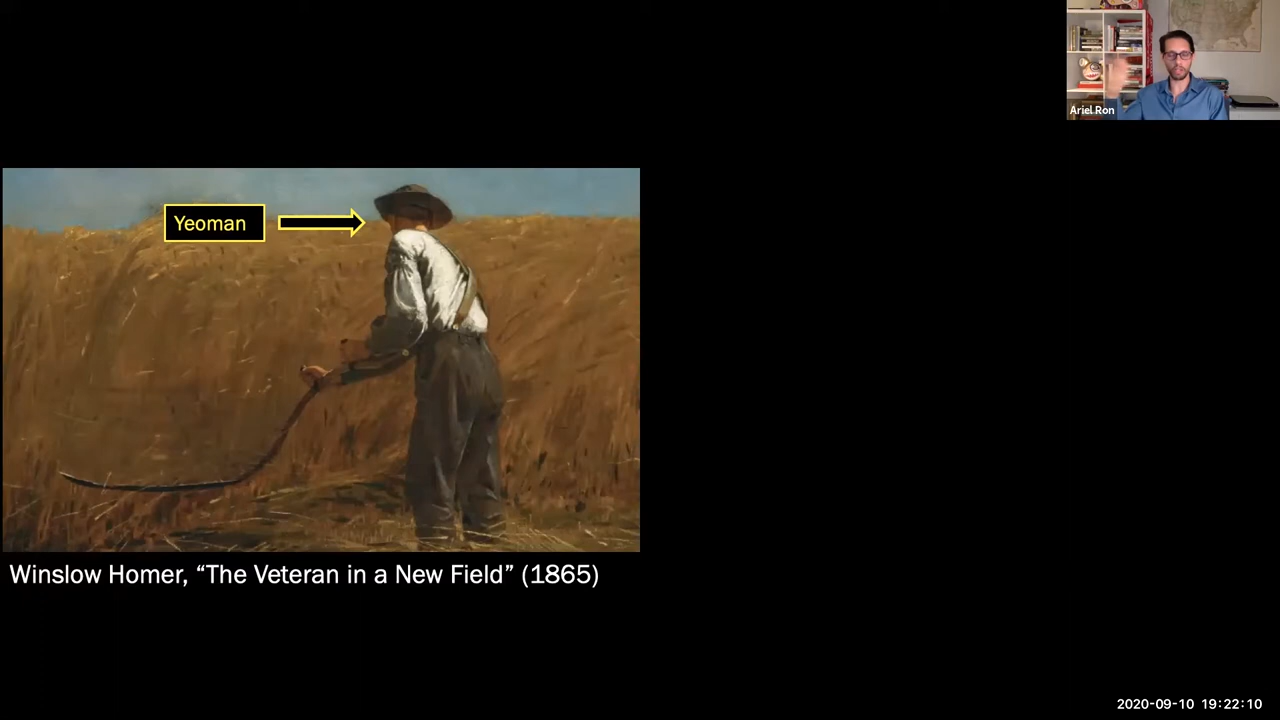 Ariel Ron
Yeoman
Winslow Homer, “The Veteran in a New Field” (1865)
2020-09-10 19:22:10